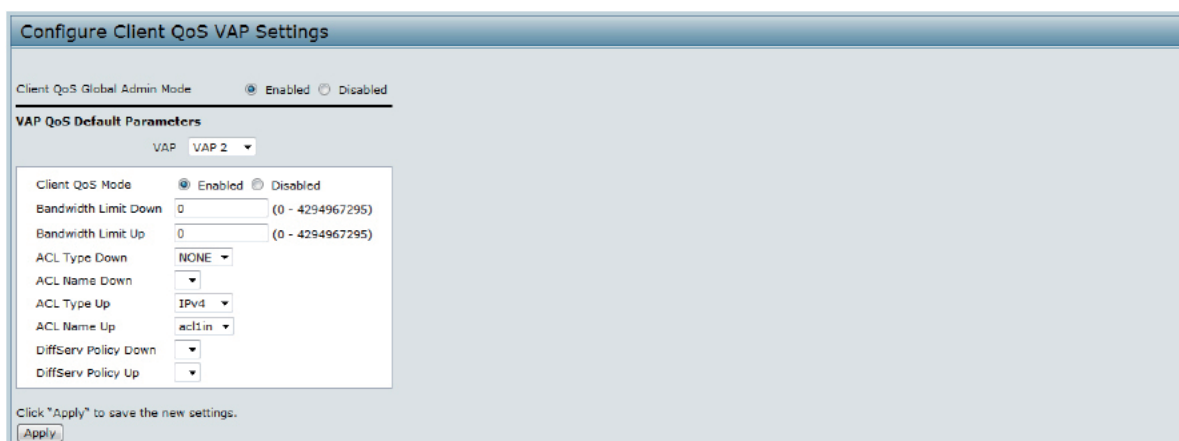 Configure Client QoS VAP Settings
Client QoS Global Admin Mode Enabled Disabled
VAP QoS Default Parameters
VAP VAP 2
Client QoS Mode Enabled Disabled
Bandwidth Limit Down 0 (0 - 4294967295)
Bandwidth Limit Up 0 (0 - 4294967295)
ACL Type Down NONE
ACL Name Down
ACL Type Up IPv4
ACL Name Up acl1in
DiffServ Policy Down
DiffServ Policy Up
Click "Apply" to save the new settings.
Apply